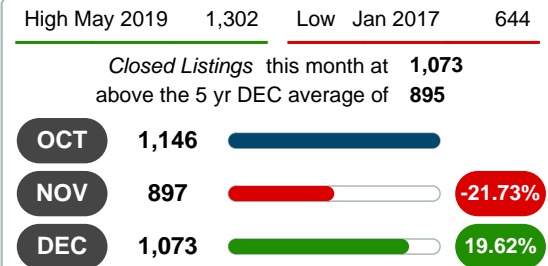 High May 2019 1,302 Low Jan 2017 644
Closed Listings this month at 1,073
above the 5 yr DEC average of 895
OCT 1,146
NOV 897 -21.73%
DEC 1,073 19.62%